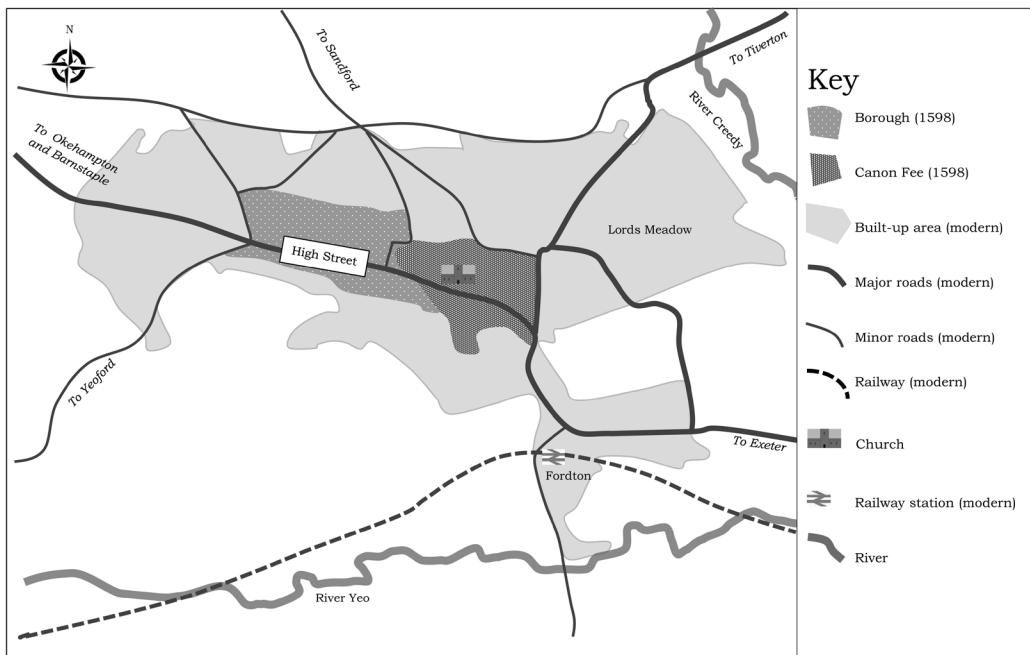 N
To Sandford
To Tiverton
River Creedy
To Okehampton
and Barnstaple
Lords Meadow
High Street
To Yeoford
To Exeter
Fordton
River Yeo
Key
Borough (1598)
Canon Fee (1598)
Built-up area (modern)
Major roads (modern)
Minor roads (modern)
Railway (modern)
Church
Railway station (modern)
River